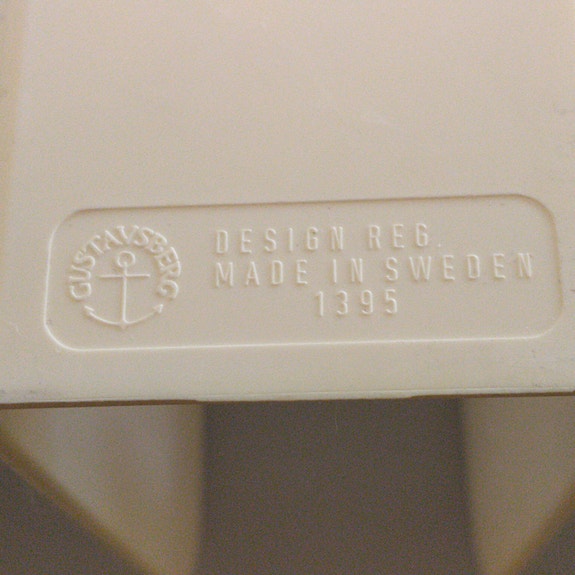 GUSTAVSBERG
DESIGN REG.
MADE IN SWEDEN
1395